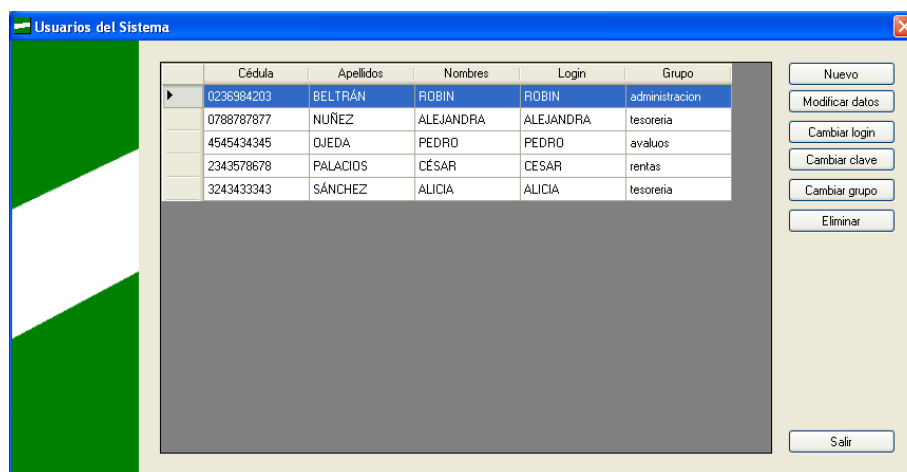 Usuarios del Sistema
Cédula Apellidos Nombres Login Grupo Nuevo
0236984203 BELTRÁN ROBIN ROBIN administracion Modificar datos
0788787877 NUÑEZ ALEJANDRA ALEJANDRA tesoreria Cambiar login
4545434345 OJEDA PEDRO PEDRO avaluos
2343578678 PALACIOS CÉSAR CESAR rentas Cambiar clave
3243433343 SÁNCHEZ ALICIA ALICIA tesoreria Cambiar grupo
Eliminar
Salir